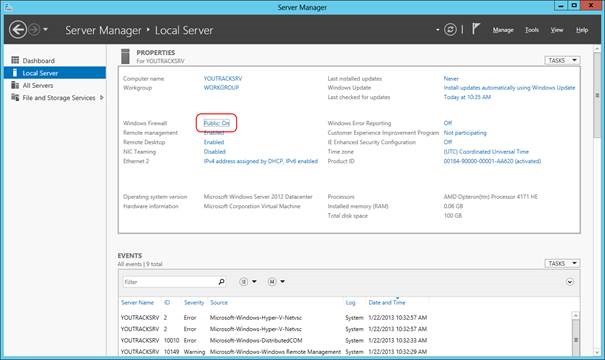 Server Manager
Server Manager ▸ Local Server
Manage Tools View Help
Dashboard
Local Server
All Servers
File and Storage Services
PROPERTIES
For YOUTRACKSRV
TASKS
Computer name YOUTRACKSRV Last installed updates Never
Workgroup WORKGROUP Windows Update Install updates automatically using Windows Update
Last checked for updates Today at 10:25 AM
Windows Firewall Public: On Windows Error Reporting Off
Remote management Enabled Customer Experience Improvement Program Not participating
Remote Desktop Enabled IE Enhanced Security Configuration Off
NIC Teaming Disabled Time zone (UTC) Coordinated Universal Time
Ethernet 2 IPv4 address assigned by DHCP, IPv6 enabled Product ID 00184-90000-00001-AA620 (activated)
Operating system version Microsoft Windows Server 2012 Datacenter Processors AMD Opteron(tm) Processor 4171 HE
Hardware information Microsoft Corporation Virtual Machine Installed memory (RAM) 0.06 GB
Total disk space 100 GB
EVENTS
All events | 9 total
TASKS
Filter
Server Name ID Severity Source Log Date and Time
YOUTRACKSRV 2 Error Microsoft-Windows-Hyper-V-Netvsc System 1/22/2013 10:32:57 AM
YOUTRACKSRV 2 Error Microsoft-Windows-Hyper-V-Netvsc System 1/22/2013 10:32:57 AM
YOUTRACKSRV 10010 Error Microsoft-Windows-DistributedCOM System 1/22/2013 10:32:33 AM
YOUTRACKSRV 10149 Warning Microsoft-Windows-Windows Remote Management System 1/22/2013 10:32:29 AM